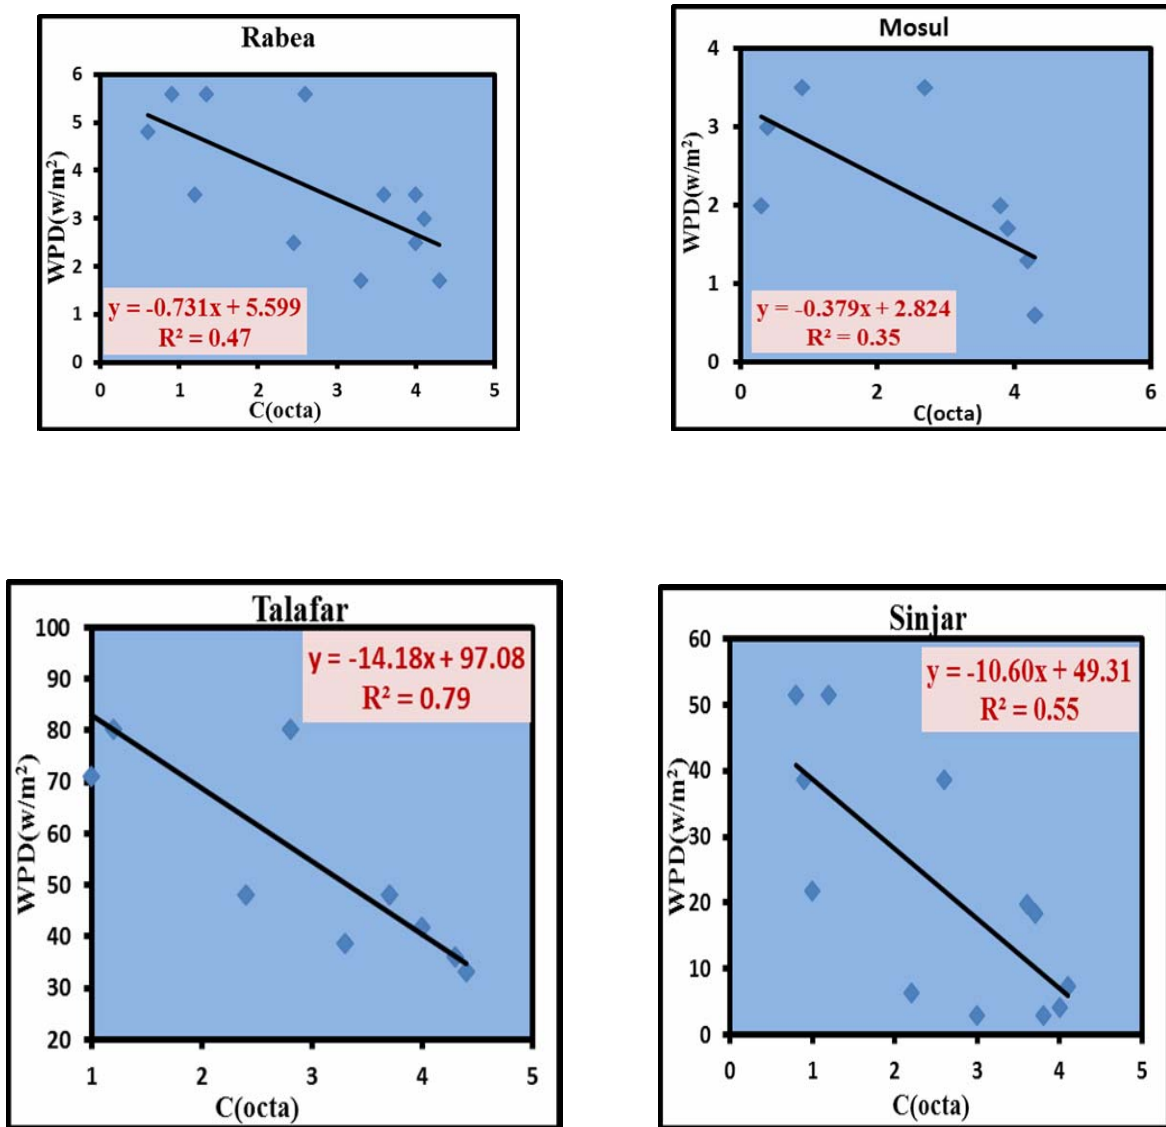 Rabea
WPD(w/m²)
6
5
4
3
2
1
0
y = -0.731x + 5.599
R² = 0.47
0 1 2 3 4 5
C(octa)
Mosul
WPD(w/m²)
4
3
2
1
0
y = -0.379x + 2.824
R² = 0.35
0 2 4 6
C(octa)
Talafar
WPD(w/m²)
100
90
80
70
60
50
40
30
20
y = -14.18x + 97.08
R² = 0.79
1 2 3 4 5
C(octa)
Sinjar
WPD(w/m²)
60
50
40
30
20
10
0
y = -10.60x + 49.31
R² = 0.55
0 1 2 3 4 5
C(octa)